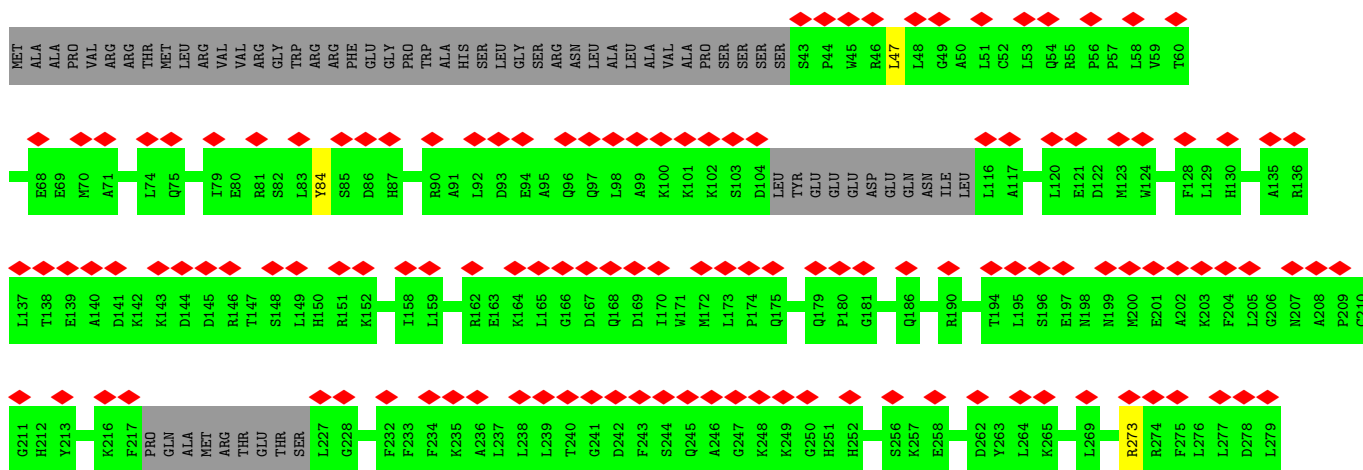 MET ALA ALA PRO VAL ARG ARG THR MET LEU ARG VAL VAL ARG GLY TRP ARG ARG PHE GLU GLY PRO TRP ALA HIS SER LEU GLY SER ARG ASN LEU ALA LEU ALA VAL ALA PRO SER SER SER SER S43 P44 W45 R46 L47 L48 G49 A50 L51 C52 L53 Q54 R55 P56 P57 L58 V59 T60
E68 E69 M70 A71 L74 Q75 I79 E80 R81 S82 L83 Y84 S85 D86 H87 R90 A91 L92 D93 E94 A95 Q96 Q97 L98 A99 K100 K101 K102 S103 D104 LEU TYR GLU GLU GLU ASP GLU GLN ASN ILE LEU L116 A117 L120 E121 D122 M123 W124 F128 L129 H130 A135 R136
L137 T138 E139 A140 D141 K142 K143 D144 D145 R146 T147 S148 L149 H150 R151 K152 I158 L159 R162 E163 K164 L165 G166 D167 Q168 D169 I170 W171 M172 L173 P174 Q175 Q179 P180 G181 Q186 R190 T194 L195 S196 E197 N198 N199 M200 E201 A202 K203 F204 L205 G206 N207 A208 P209 C210
G211 H212 Y213 K216 F217 PRO GLN ALA MET ARG THR GLU THR SER L227 G228 F232 F233 F234 K235 A236 L237 L238 L239 T240 G241 D242 F243 S244 Q245 A246 G247 K248 K249 G250 H251 H252 S256 K257 E258 D262 Y263 L264 K265 L269 R273 R274 F275 L276 L277 D278 L279